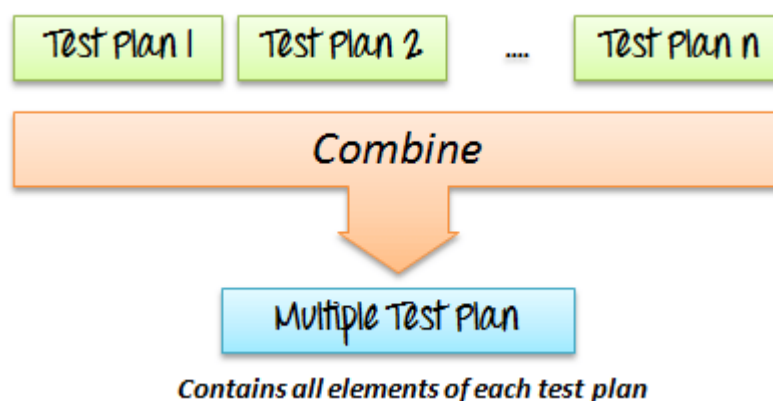 Test Plan 1 Test Plan 2 .... Test Plan n
Combine
Multiple Test Plan
Contains all elements of each test plan